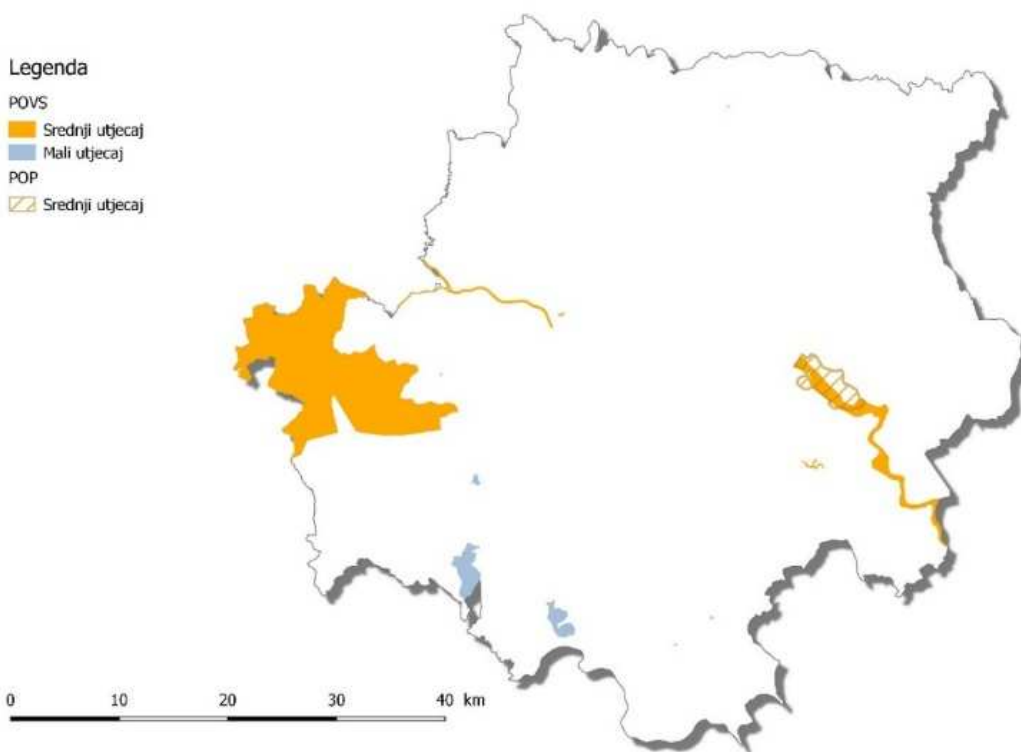 Legenda
POVS
Srednji utjecaj
Mali utjecaj
POP
Srednji utjecaj
0 10 20 30 40 km